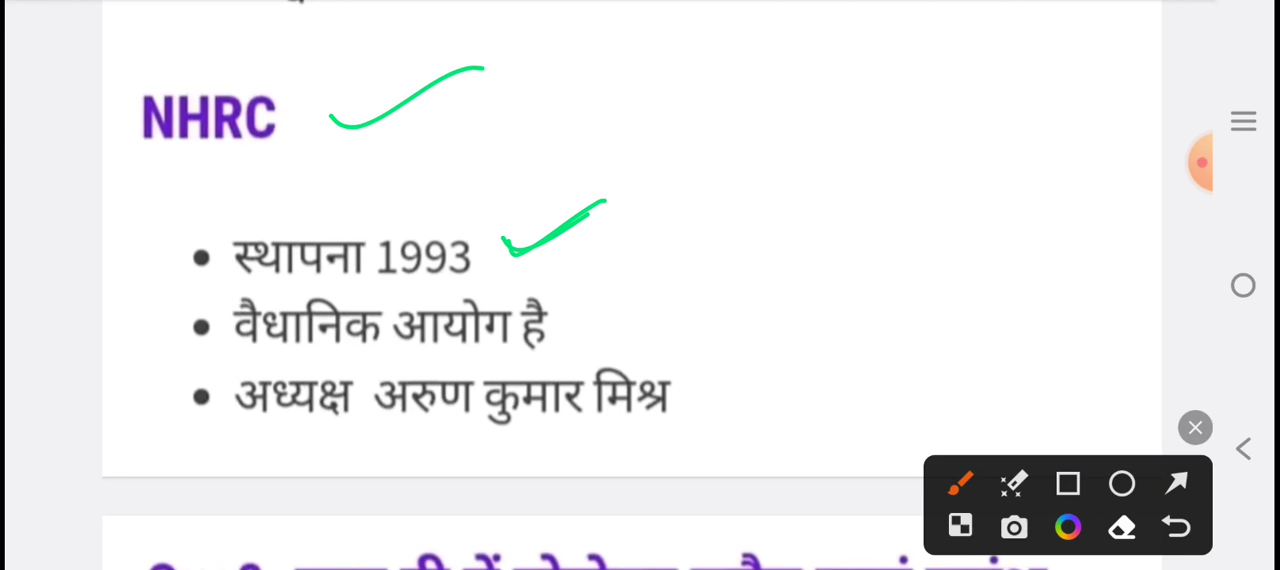 NHRC
स्थापना 1993
वैधानिक आयोग है
अध्यक्ष अरुण कुमार मिश्र